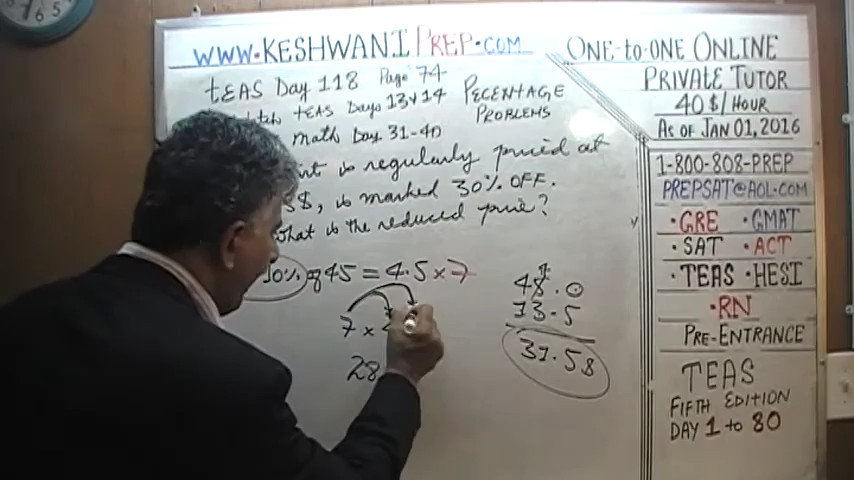 WWW.KESHWANIPREP.COM
TEAS Day 118 Page 74
TEAS Days 13&14
PECENTAGE
PROBLEMS
math Day 31-40
is regularly priced at
$, is marked 30% OFF.
What is the reduced price?
of 45 = 4.5 × 7
7 ×
28
48.0
13.5
31.5$
ONE-TO-ONE ONLINE
PRIVATE TUTOR
40$/HOUR
AS OF JAN 01, 2016
1-800-808-PREP
PREPSAT@AOL.COM
•GRE •GMAT
•SAT •ACT
•TEAS •HESI
•RN
PRE-ENTRANCE
TEAS
FIFTH EDITION
DAY 1 TO 80